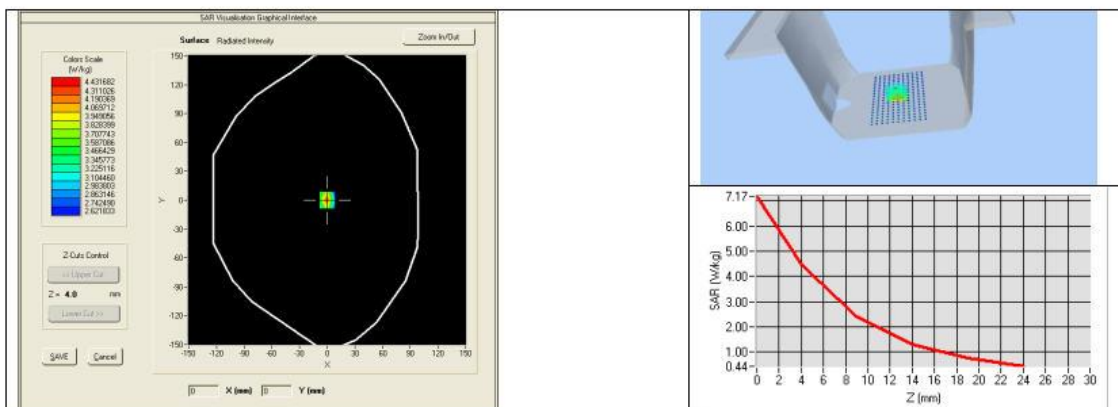 SAR Visualisation Graphical Interface
Surface Radiated Intensity
Zoom In/Out
Colors Scale
(W/kg)
4.431682
4.311026
4.190369
4.069712
3.949056
3.828399
3.707743
3.587086
3.466429
3.345773
3.225116
3.104460
2.983803
2.863146
2.742490
2.621833
150
120
90
60
30
0
-30
-60
-90
-120
-150
Y
-150 -120 -90 -60 -30 0 30 60 90 120 150
X
Z Cuts Control
<< Upper Cut
Z = 4.0 mm
Lower Cut >>
SAVE Cancel
0 X (mm) 0 Y (mm)
7.17
6.00
5.00
4.00
3.00
2.00
1.00
0.44
SAR (W/kg)
0 2 4 6 8 10 12 14 16 18 20 22 24 26 28 30
Z (mm)